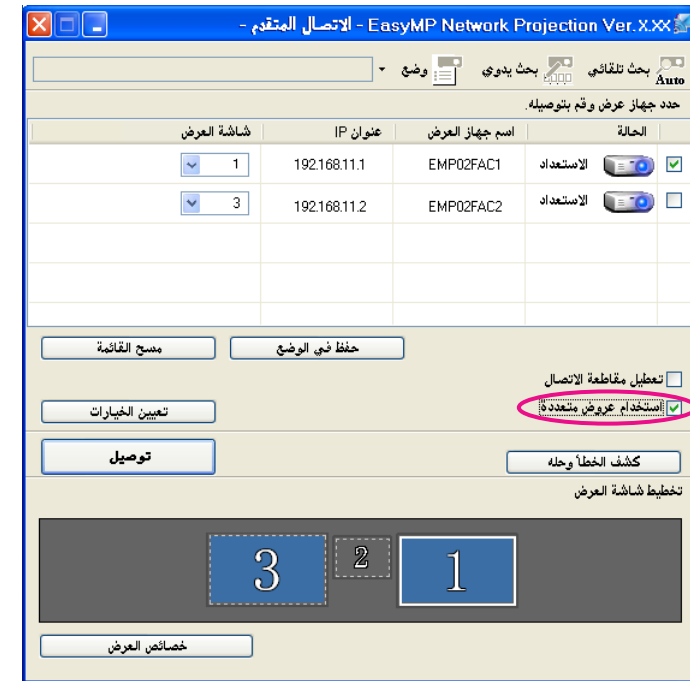 EasyMP Network Projection Ver.X.XX - الاتصال المتقدم -
Auto بحث تلقائي بحث يدوي وضع
حدد جهاز عرض وقم بتوصيله.
الحالة اسم جهاز العرض عنوان IP شاشة العرض
الاستعداد EMP02FAC1 192.168.11.1 1
الاستعداد EMP02FAC2 192.168.11.2 3
حفظ في الوضع مسح القائمة
تعطيل مقاطعة الاتصال
استخدام عروض متعددة تعيين الخيارات
كشف الخطأ وحله توصيل
تخطيط شاشة العرض
1 2 3
خصائص العرض